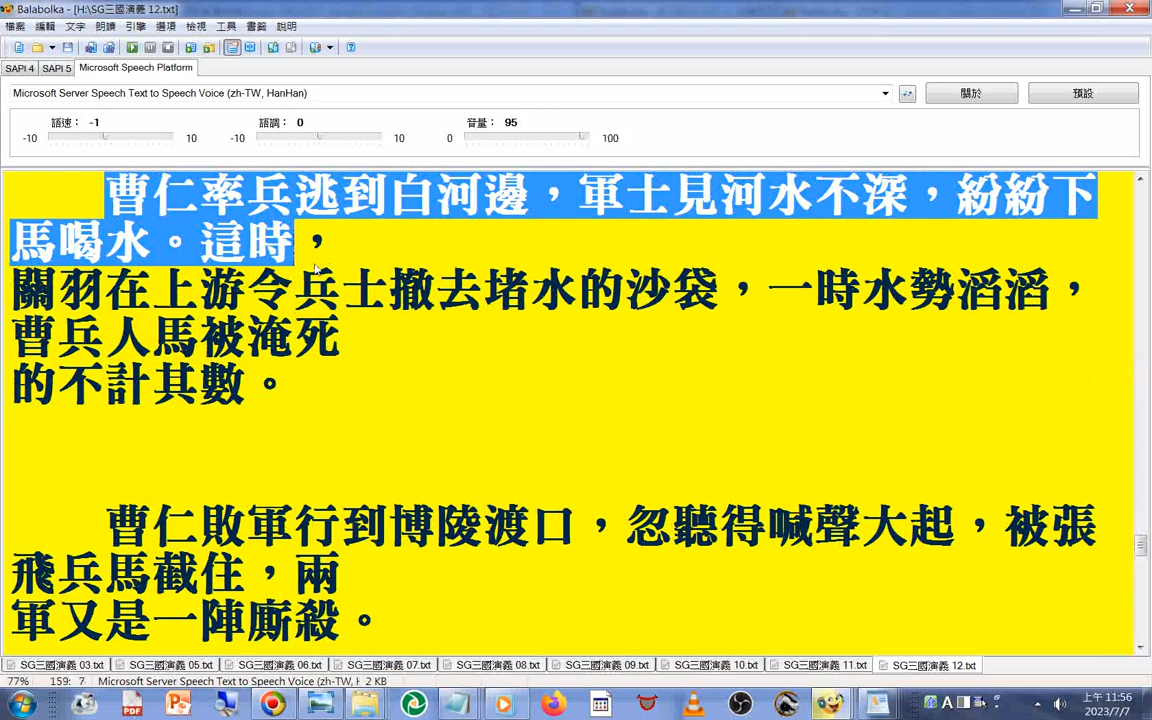 Balabolka - [H:\SG三國演義 12.txt]
檔案 編輯 文字 朗讀 引擎 選項 檢視 工具 書籤 說明
SAPI 4 SAPI 5 Microsoft Speech Platform
Microsoft Server Speech Text to Speech Voice (zh-TW, HanHan) 關於 預設
語速： -1 語調： 0 音量： 95
-10 10 -10 10 0 100
曹仁率兵逃到白河邊，軍士見河水不深，紛紛下
馬喝水。這時，
關羽在上游令兵士撤去堵水的沙袋，一時水勢滔滔，
曹兵人馬被淹死
的不計其數。
曹仁敗軍行到博陵渡口，忽聽得喊聲大起，被張
飛兵馬截住，兩
軍又是一陣廝殺。
SG三國演義 03.txt SG三國演義 05.txt SG三國演義 06.txt SG三國演義 07.txt SG三國演義 08.txt SG三國演義 09.txt SG三國演義 10.txt SG三國演義 11.txt SG三國演義 12.txt
77% 159: 7 Microsoft Server Speech Text to Speech Voice (zh-TW, H 2 KB
上午 11:56
2023/7/7